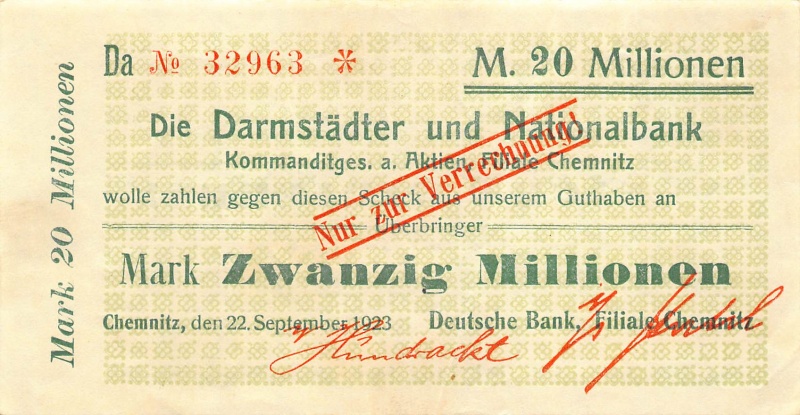 Da № 32963 *
M. 20 Millionen
Mark 20 Millionen
Die Darmstädter und Nationalbank
Kommanditges. a. Aktien, Filiale Chemnitz
wolle zahlen gegen diesen Scheck aus unserem Guthaben an
Überbringer
Nur zur Verrechnung!
Mark Zwanzig Millionen
Chemnitz, den 22. September 1923
Deutsche Bank, Filiale Chemnitz